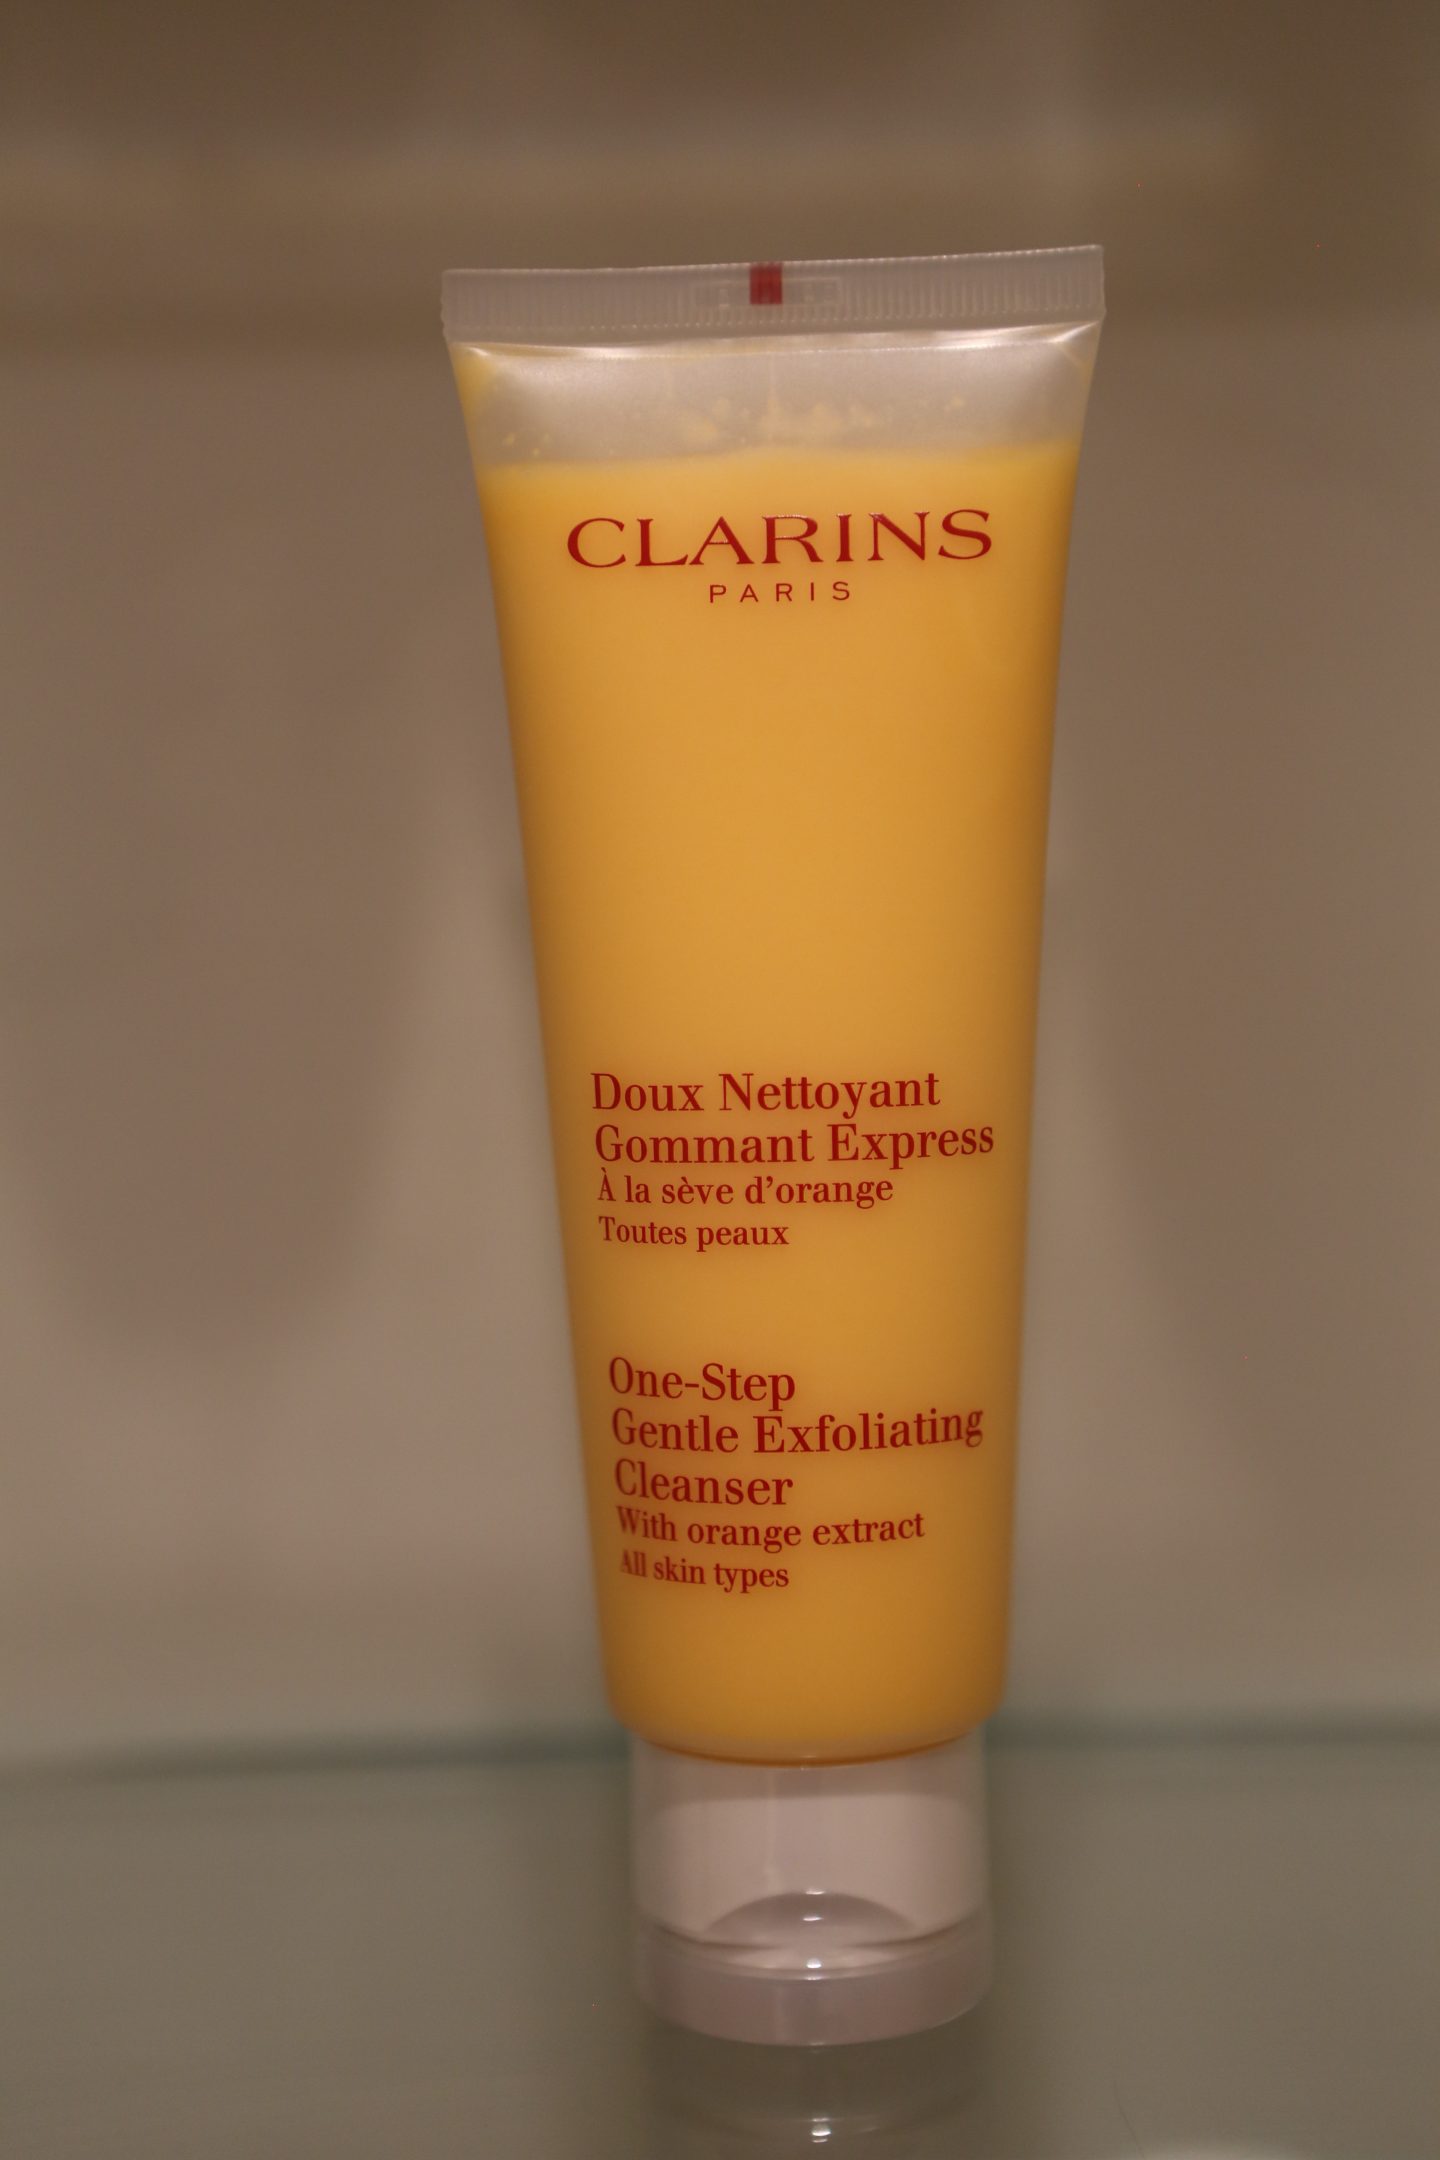 CLARINS
PARIS
Doux Nettoyant
Gommant Express
À la sève d'orange
Toutes peaux
One-Step
Gentle Exfoliating
Cleanser
With orange extract
All skin types